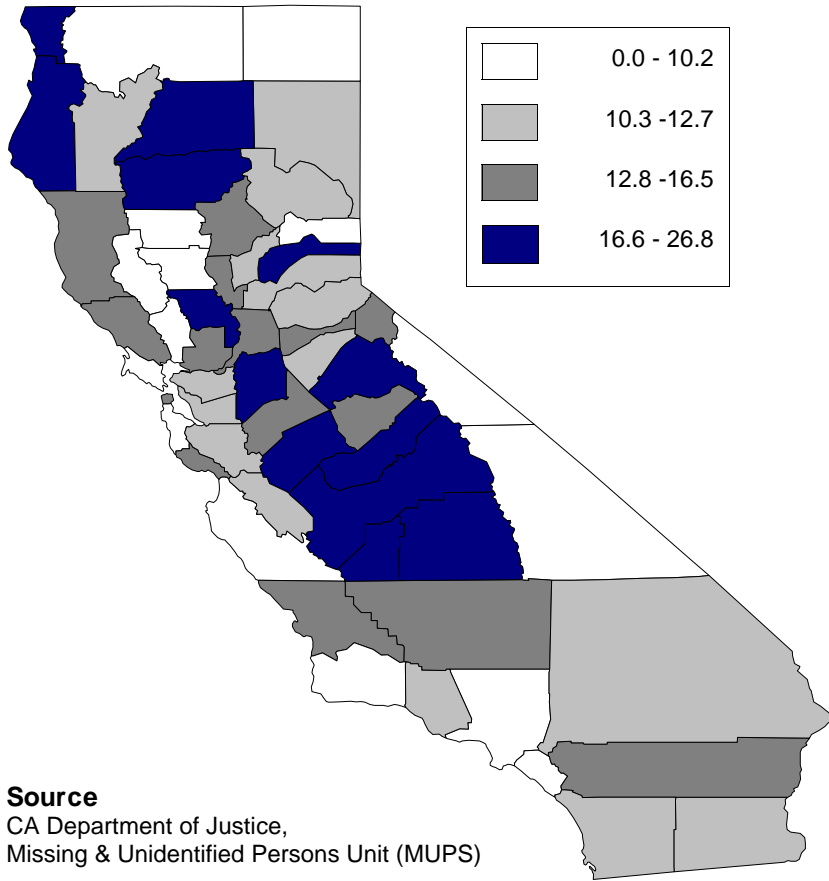 0.0 - 10.2
10.3 -12.7
12.8 -16.5
16.6 - 26.8
Source
CA Department of Justice,
Missing & Unidentified Persons Unit (MUPS)